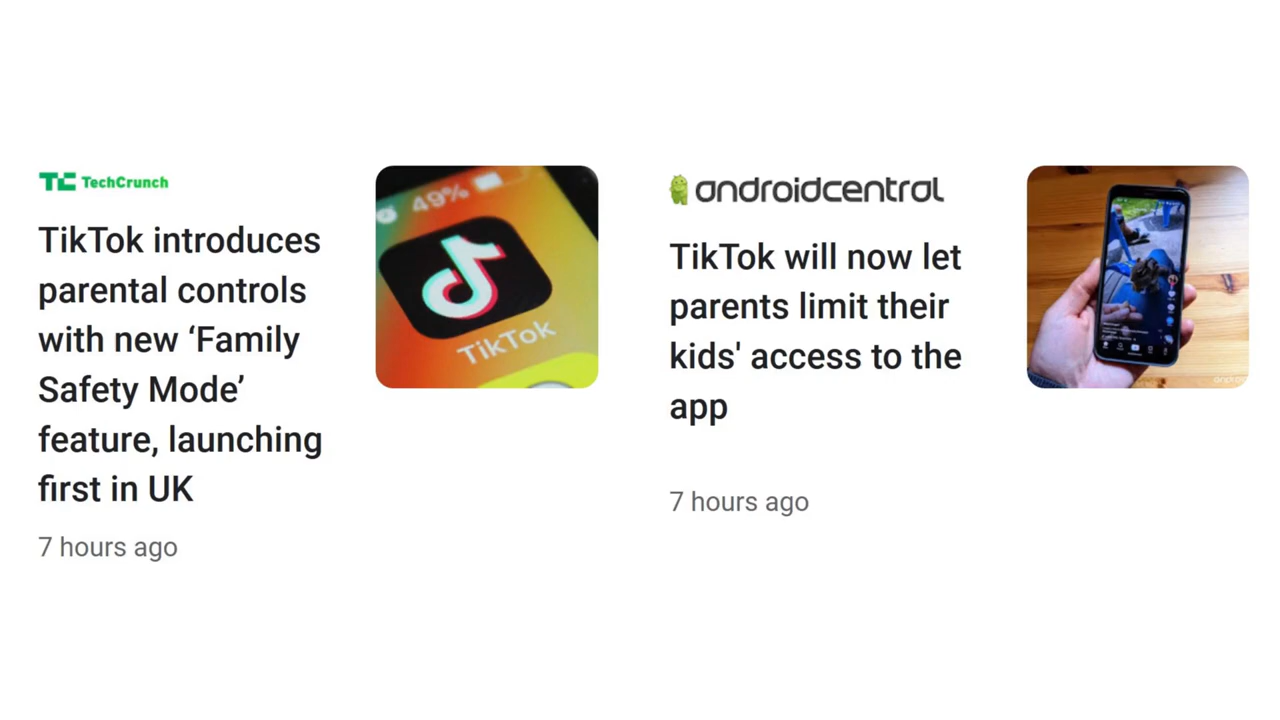 TechCrunch
TikTok introduces
parental controls
with new ‘Family
Safety Mode’
feature, launching
first in UK
7 hours ago
49%
TikTok
androidcentral
TikTok will now let
parents limit their
kids' access to the
app
7 hours ago